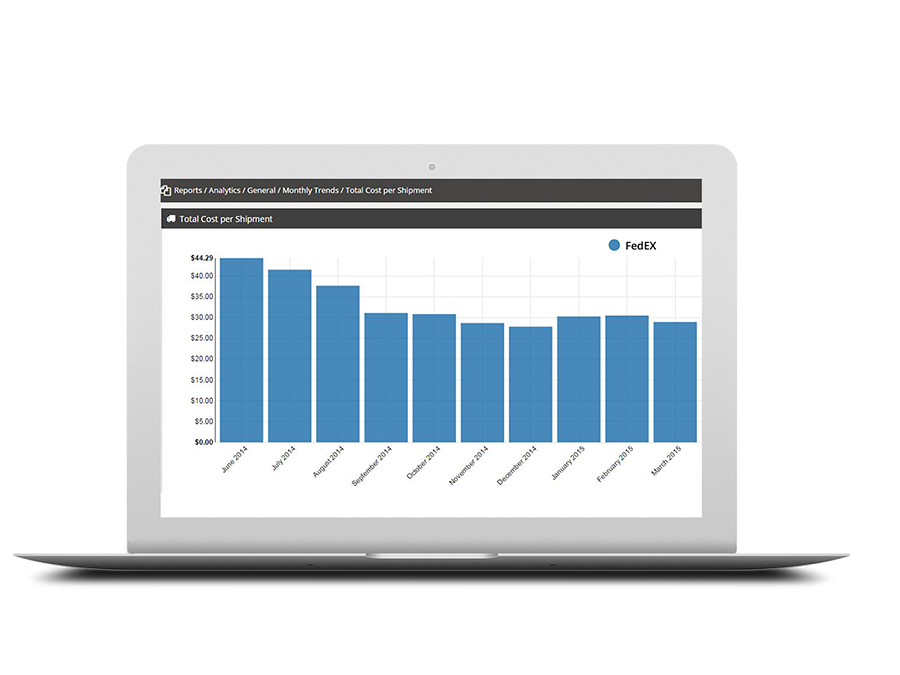 Reports / Analytics / General / Monthly Trends / Total Cost per Shipment
Total Cost per Shipment
FedEX
$44.29
$40.00
$35.00
$30.00
$25.00
$20.00
$15.00
$10.00
$5.00
$0.00
June 2014
July 2014
August 2014
September 2014
October 2014
November 2014
December 2014
January 2015
February 2015
March 2015